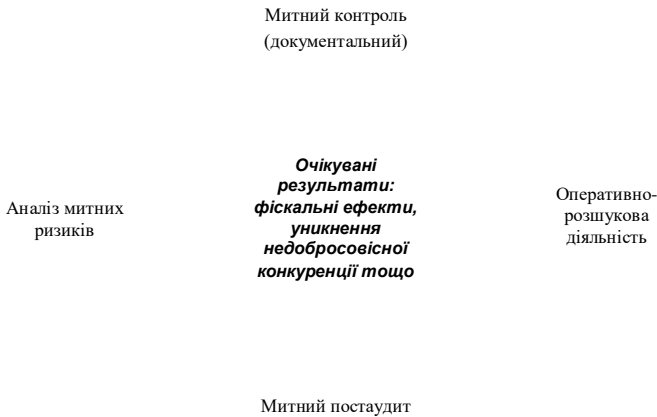 Митний контроль
(документальний)
Аналіз митних
ризиків
Очікувані
результати:
фіскальні ефекти,
уникнення
недобросовісної
конкуренції тощо
Оперативно-
розшукова
діяльність
Митний постаудит